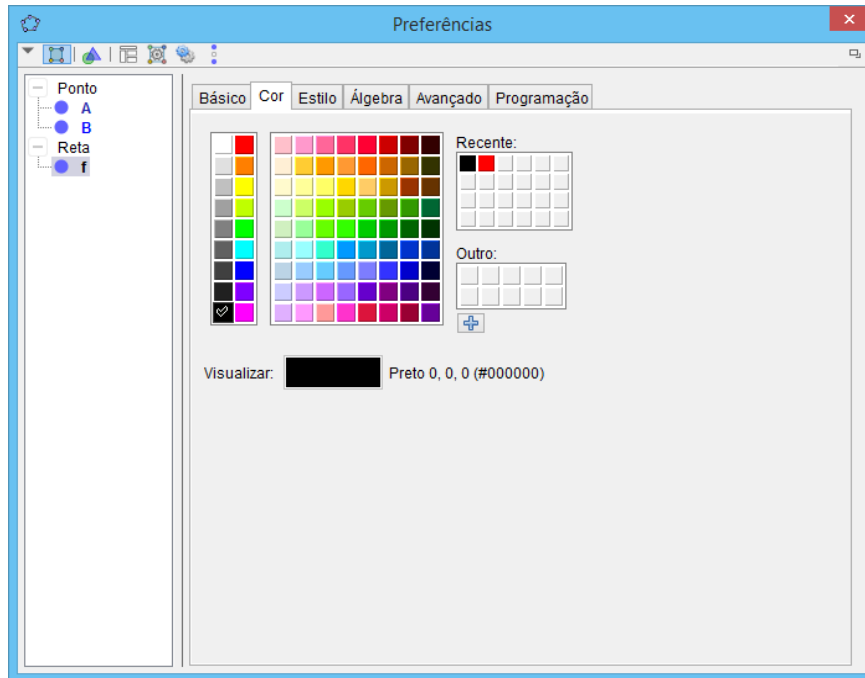 Preferências
Ponto
A
B
Reta
f
Básico Cor Estilo Álgebra Avançado Programação
Recente:
Outro:
Visualizar: Preto 0, 0, 0 (#000000)